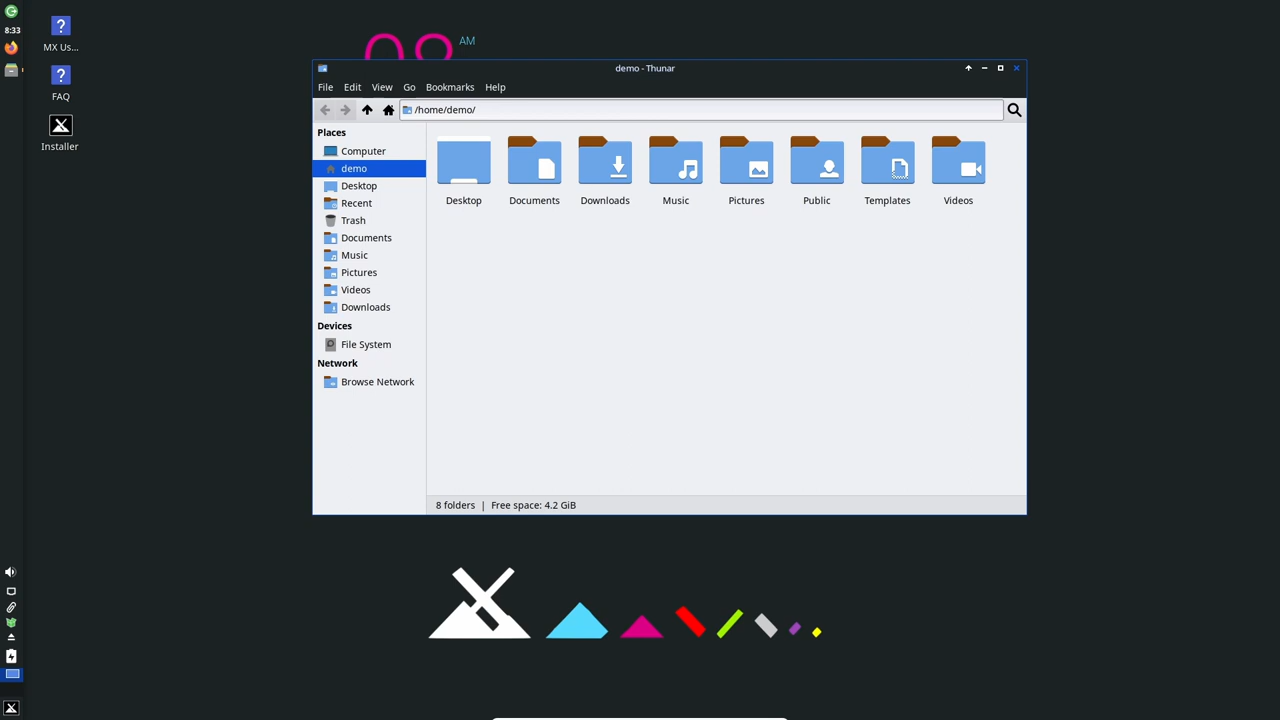 8:33
MX Us...
FAQ
Installer
AM
demo - Thunar
File Edit View Go Bookmarks Help
/home/demo/
Places
Computer
demo
Desktop
Recent
Trash
Documents
Music
Pictures
Videos
Downloads
Devices
File System
Network
Browse Network
Desktop Documents Downloads Music Pictures Public Templates Videos
8 folders | Free space: 4.2 GiB